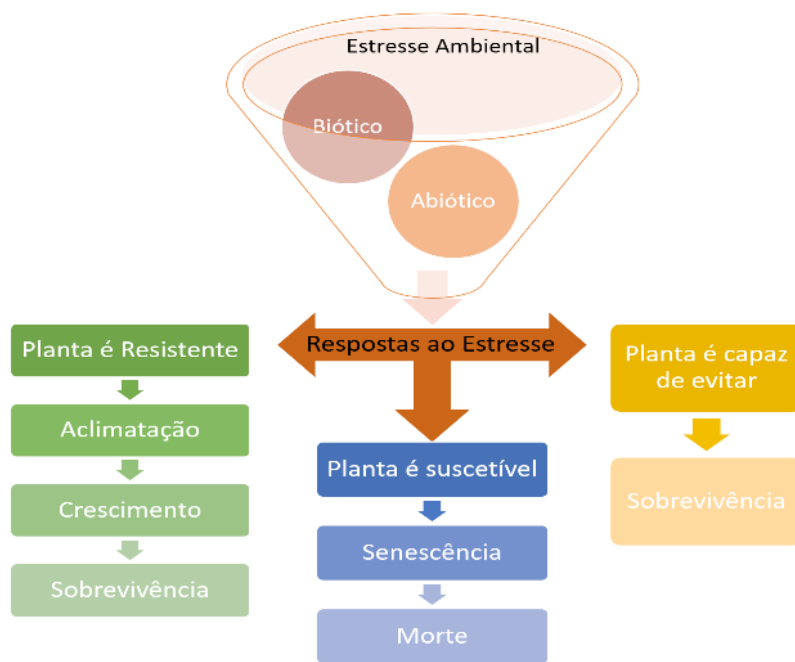 Estresse Ambiental
Biótico
Abiótico
Respostas ao Estresse
Planta é Resistente
Aclimatação
Crescimento
Sobrevivência
Planta é suscetível
Senescência
Morte
Planta é capaz
de evitar
Sobrevivência